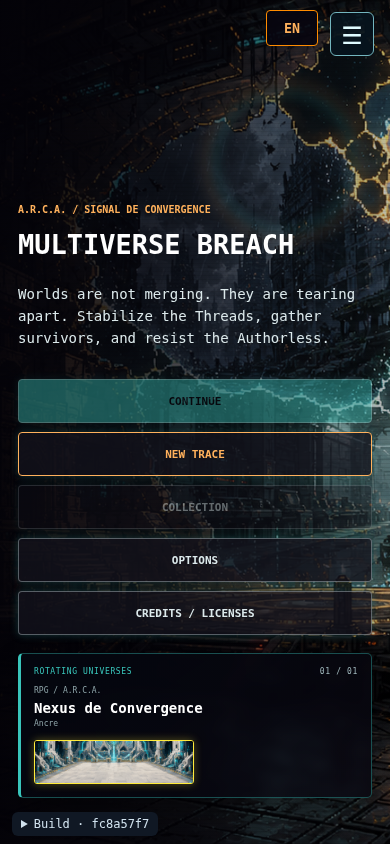 EN
A.R.C.A. / SIGNAL DE CONVERGENCE
MULTIVERSE BREACH
Worlds are not merging. They are tearing
apart. Stabilize the Threads, gather
survivors, and resist the Authorless.
CONTINUE
NEW TRACE
COLLECTION
OPTIONS
CREDITS / LICENSES
ROTATING UNIVERSES 01 / 01
RPG / A.R.C.A.
Nexus de Convergence
Ancre
Build · fc8a57f7